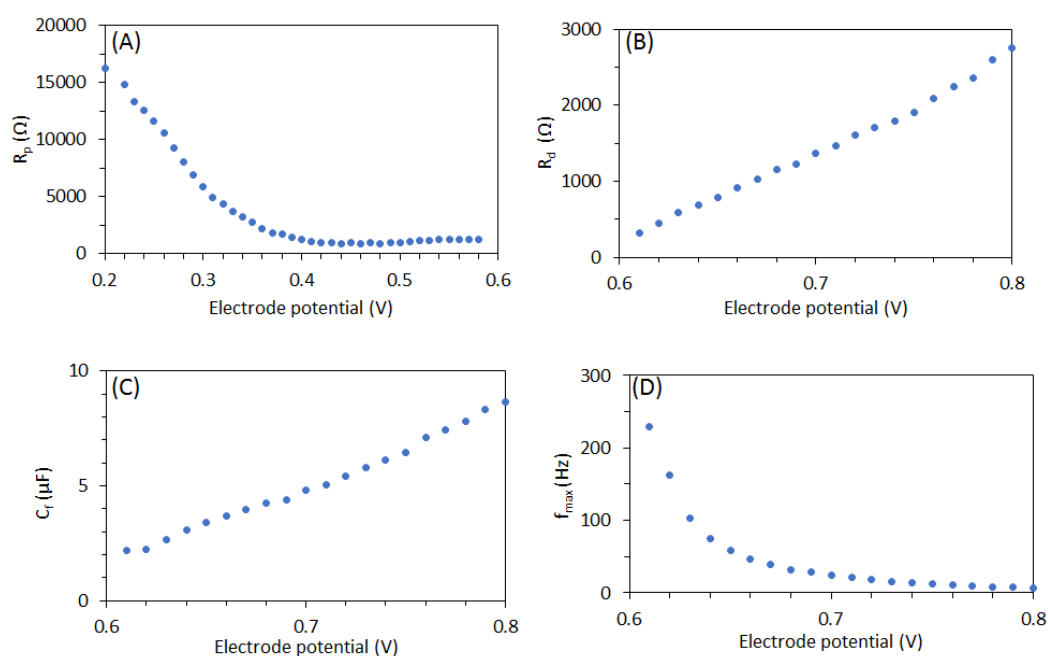 (A)
20000
15000
10000
5000
0
Rp (Ω)
0.2 0.3 0.4 0.5 0.6
Electrode potential (V)
(B)
3000
2000
1000
0
Rd (Ω)
0.6 0.7 0.8
Electrode potential (V)
(C)
10
5
0
Cf (µF)
0.6 0.7 0.8
Electrode potential (V)
(D)
300
200
100
0
fmax (Hz)
0.6 0.7 0.8
Electrode potential (V)